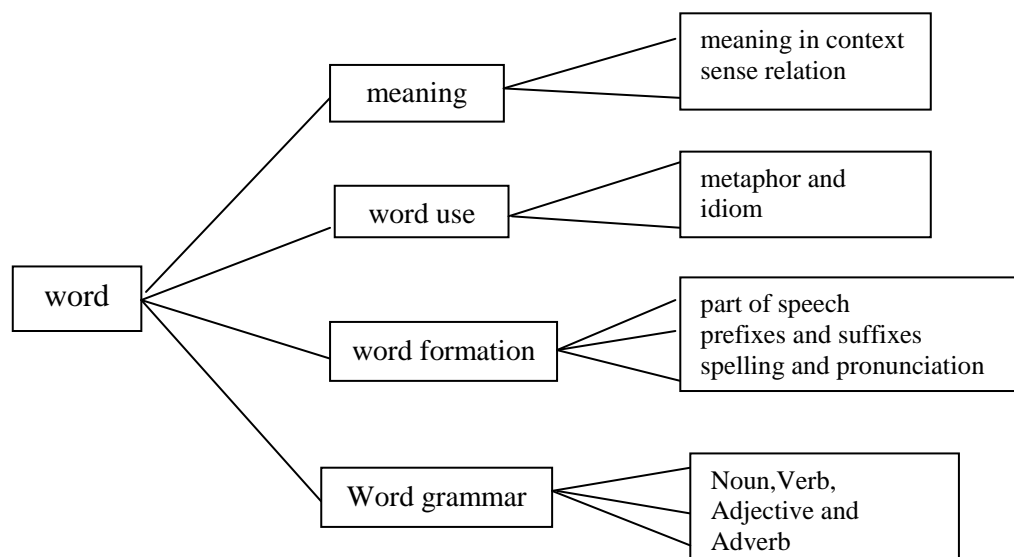 word
meaning
meaning in context
sense relation
word use
metaphor and
idiom
word formation
part of speech
prefixes and suffixes
spelling and pronunciation
Word grammar
Noun,Verb,
Adjective and
Adverb